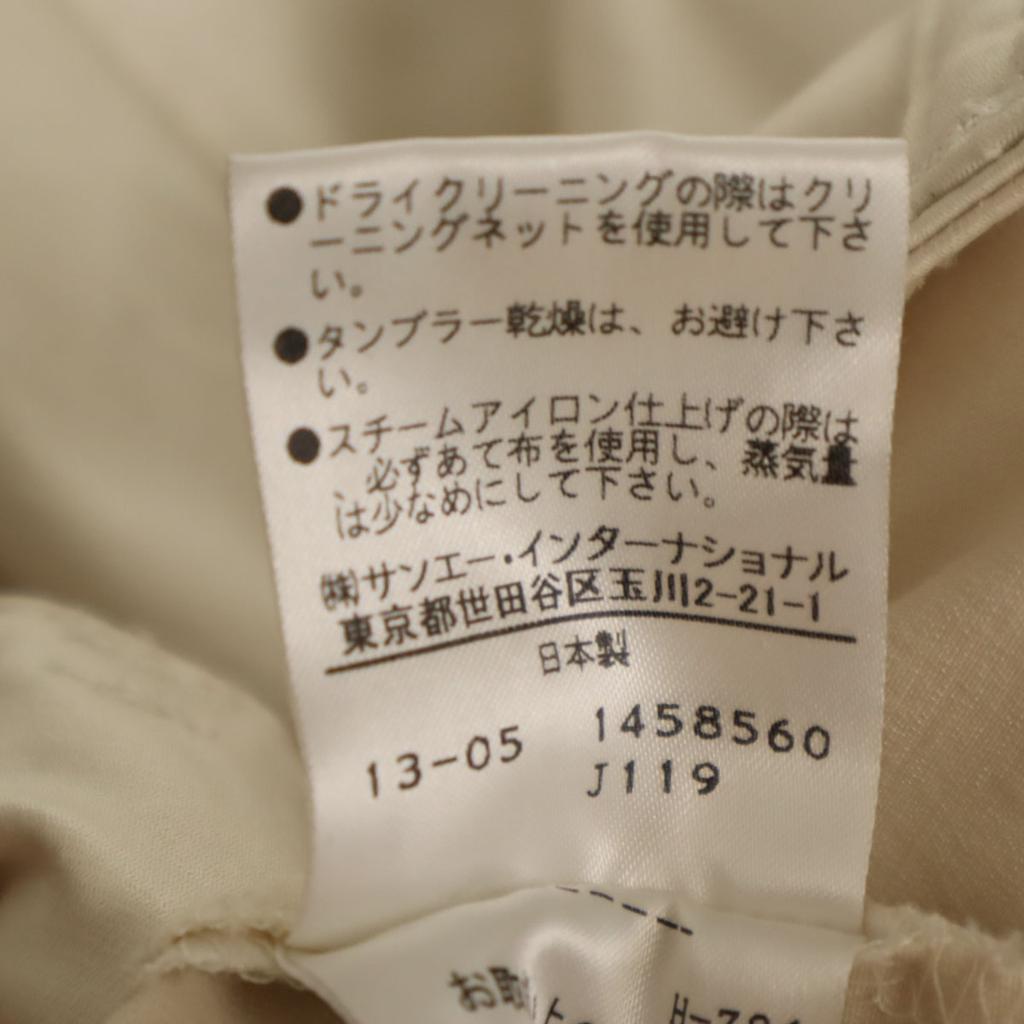 ●ドライクリーニングの際はクリ
ーニングネットを使用して下さ
い。
●タンブラー乾燥は、お避け下さ
い。
●スチームアイロン仕上げの際は
、必ずあて布を使用し、蒸気量
は少なめにして下さい。
㈱サンエー・インターナショナル
東京都世田谷区玉川2-21-1
日本製
13-05 1458560
J119
お取